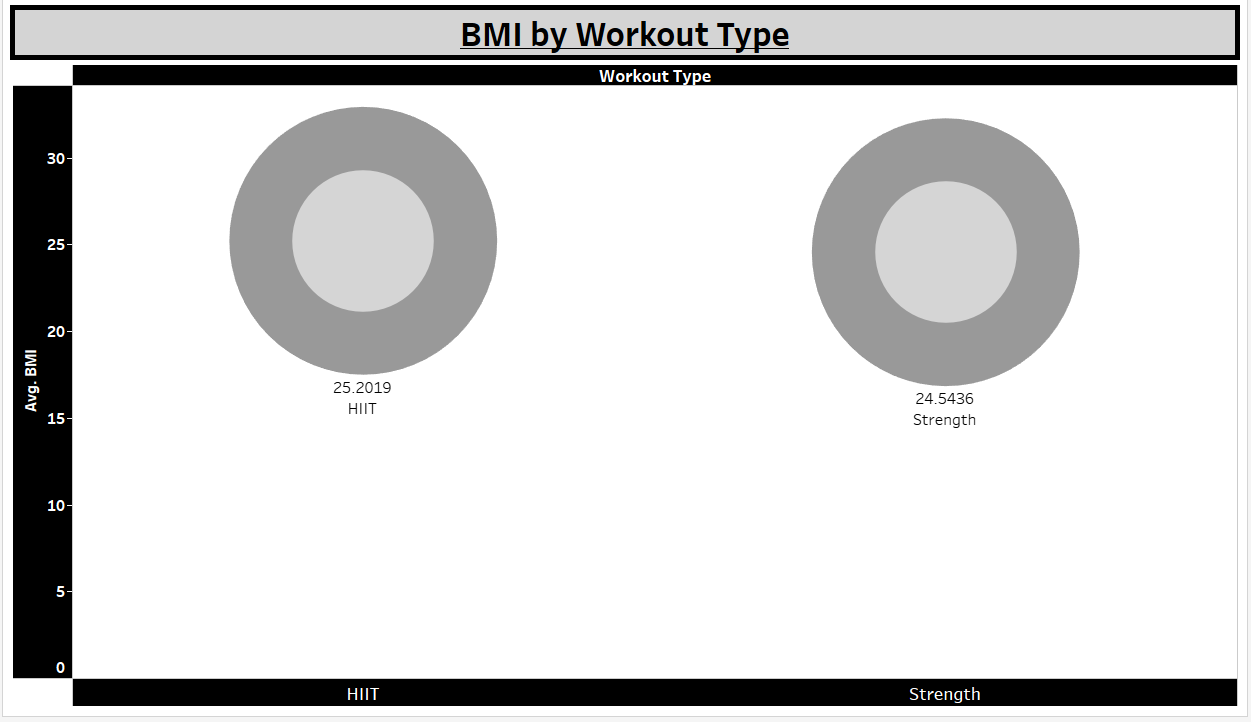 BMI by Workout Type
Workout Type
30
25
20
15
10
5
0
Avg. BMI
25.2019
HIIT
24.5436
Strength
HIIT
Strength